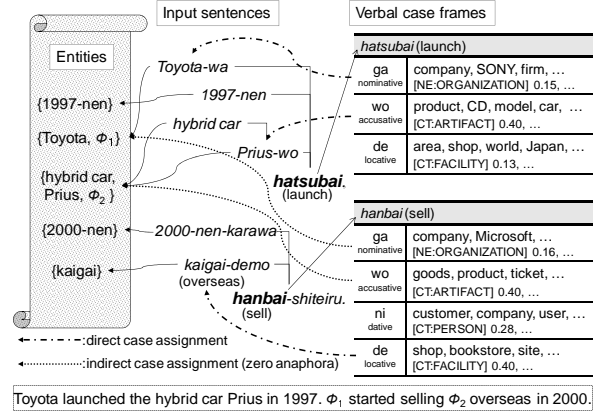 Input sentences
Verbal case frames
Entities
{1997-nen}
{Toyota, Φ1}
{hybrid car,
Prius, Φ2 }
{2000-nen}
{kaigai}
Toyota-wa
1997-nen
hybrid car
Prius-wo
hatsubai.
(launch)
2000-nen-karawa
kaigai-demo
(overseas)
hanbai-shiteiru.
(sell)
hatsubai (launch)
ga
nominative
company, SONY, firm, …
[NE:ORGANIZATION] 0.15, …
wo
accusative
product, CD, model, car, …
[CT:ARTIFACT] 0.40, …
de
locative
area, shop, world, Japan, …
[CT:FACILITY] 0.13, …
hanbai (sell)
ga
nominative
company, Microsoft, …
[NE:ORGANIZATION] 0.16, …
wo
accusative
goods, product, ticket, …
[CT:ARTIFACT] 0.40, …
ni
dative
customer, company, user, …
[CT:PERSON] 0.28, …
de
locative
shop, bookstore, site, …
[CT:FACILITY] 0.40, …
:direct case assignment
:indirect case assignment (zero anaphora)
Toyota launched the hybrid car Prius in 1997. Φ1 started selling Φ2 overseas in 2000.